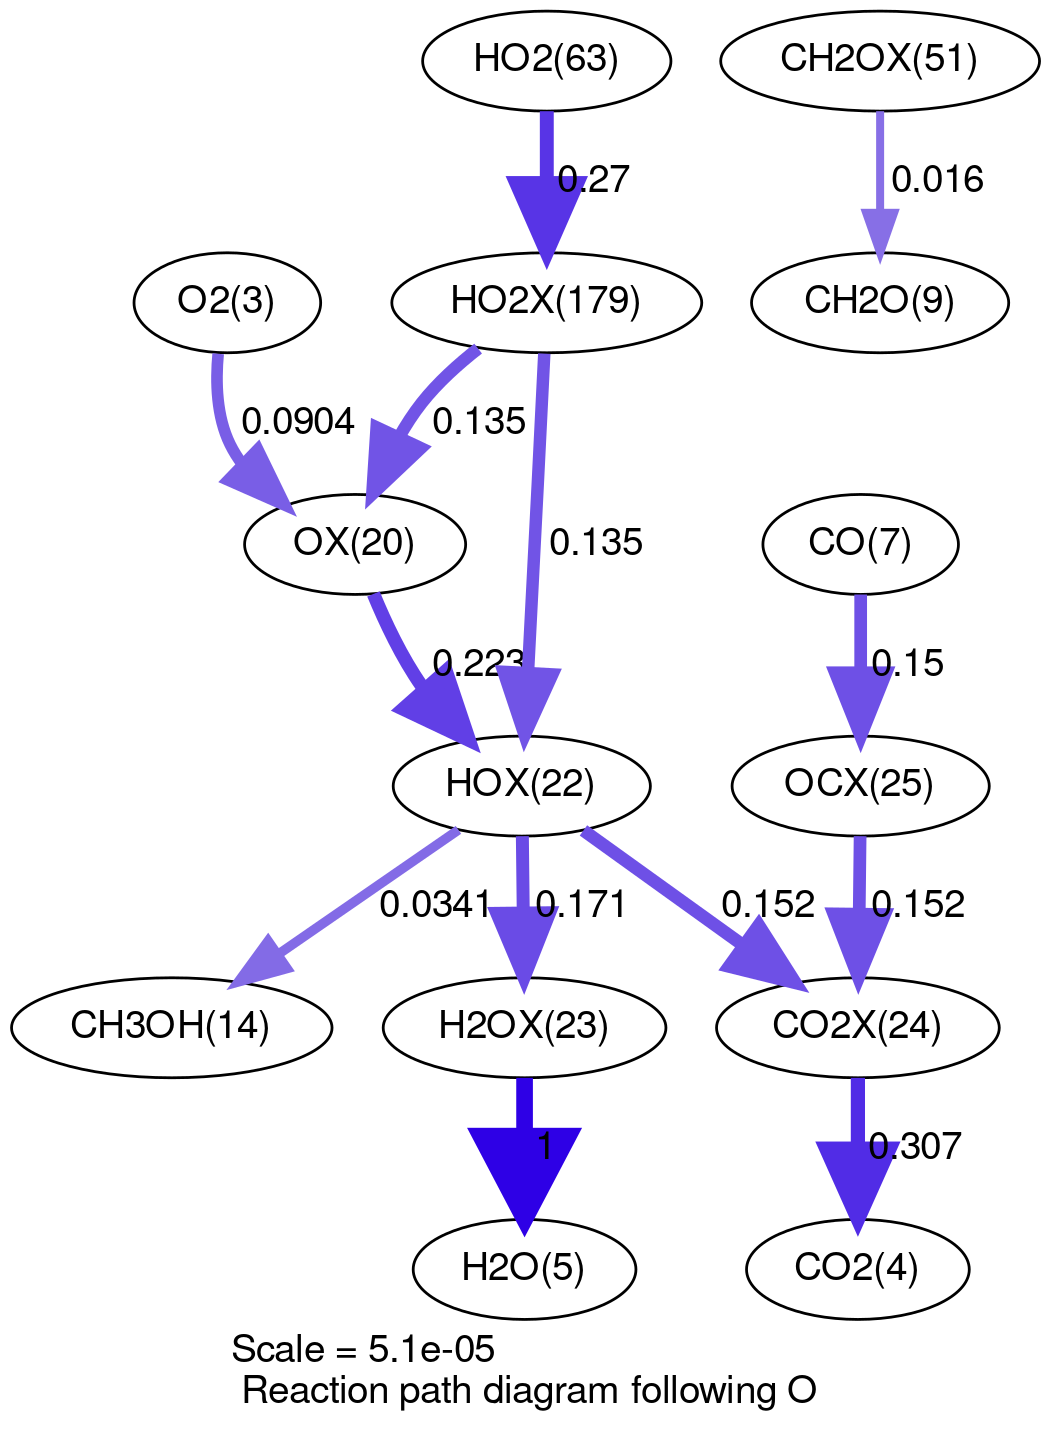 HO2(63)
CH2OX(51)
0.27
0.016
O2(3)
HO2X(179)
CH2O(9)
0.0904
0.135
OX(20)
0.135
CO(7)
0.223
0.15
HOX(22)
OCX(25)
0.0341
0.171
0.152
0.152
CH3OH(14)
H2OX(23)
CO2X(24)
1
0.307
H2O(5)
CO2(4)
Scale = 5.1e-05
Reaction path diagram following O